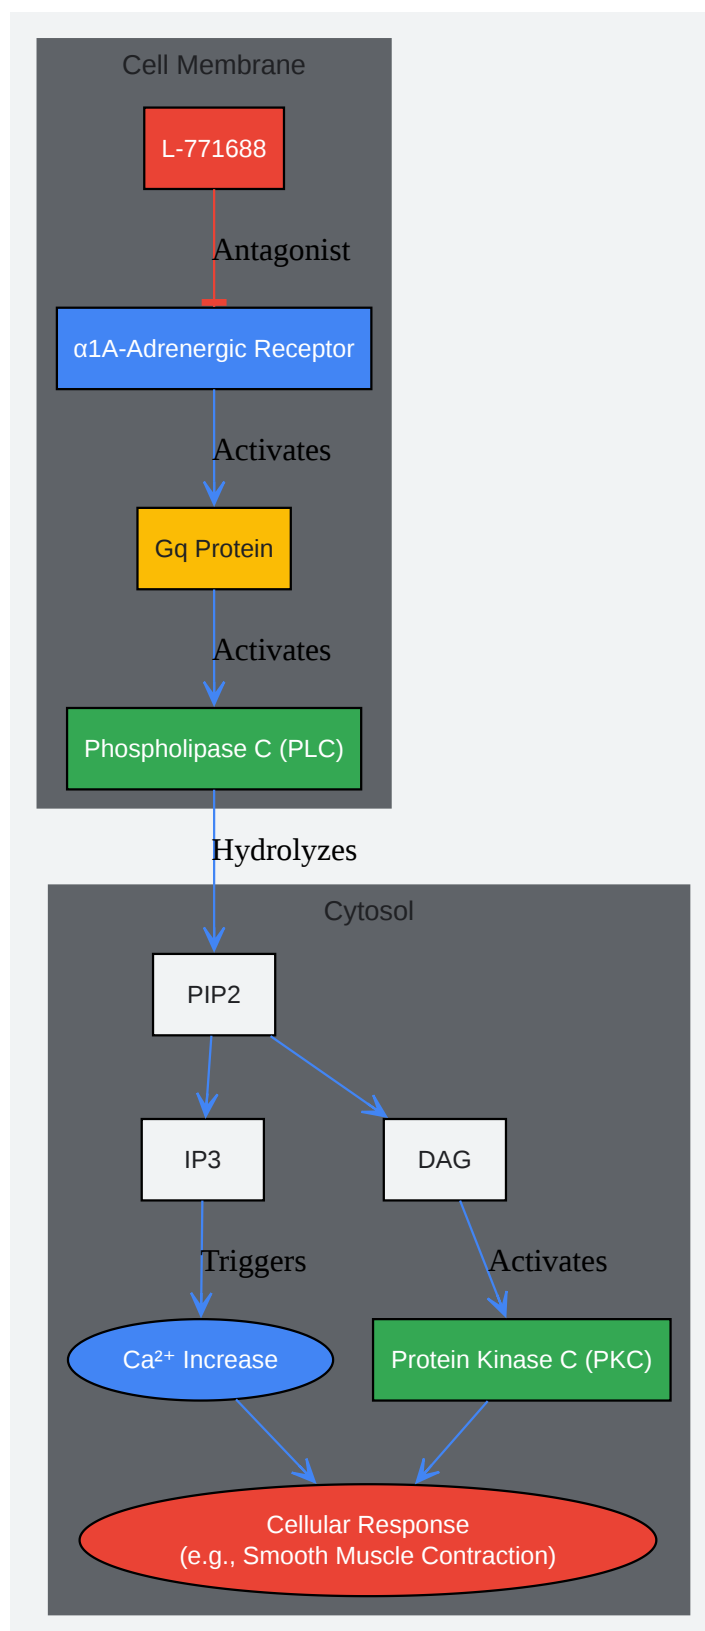 Cell Membrane
L-771688
Antagonist
α1A-Adrenergic Receptor
Activates
Gq Protein
Activates
Phospholipase C (PLC)
Hydrolyzes
Cytosol
PIP2
IP3
DAG
Triggers
Activates
Ca²⁺ Increase
Protein Kinase C (PKC)
Cellular Response
(e.g., Smooth Muscle Contraction)